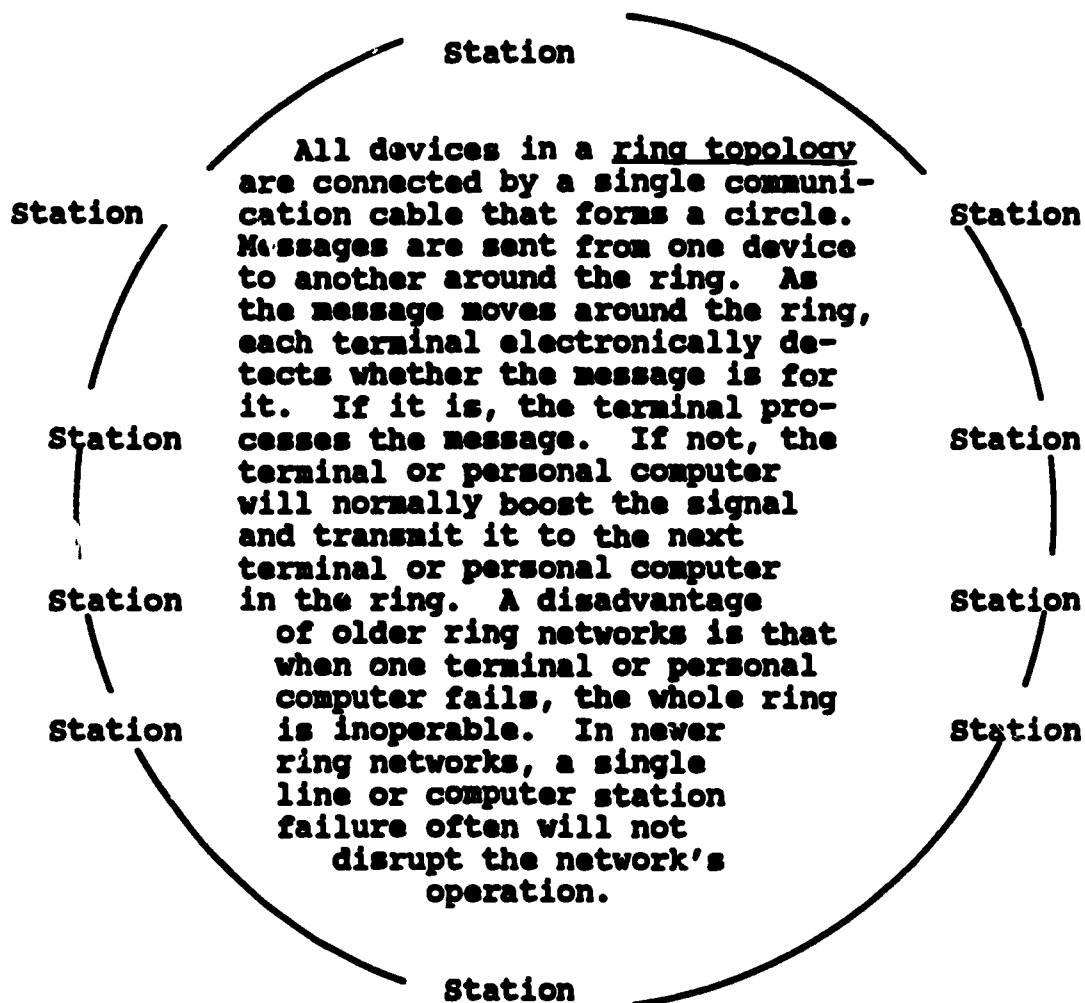 Station
All devices in a ring topology
are connected by a single communi-
cation cable that forms a circle.
Station
Station
Messages are sent from one device
to another around the ring. As
the message moves around the ring,
each terminal electronically de-
tects whether the message is for
it. If it is, the terminal pro-
Station
cesses the message. If not, the
Station
terminal or personal computer
will normally boost the signal
and transmit it to the next
terminal or personal computer
Station
in the ring. A disadvantage
Station
of older ring networks is that
when one terminal or personal
computer fails, the whole ring
Station
is inoperable. In newer
Station
ring networks, a single
line or computer station
failure often will not
disrupt the network's
operation.
Station